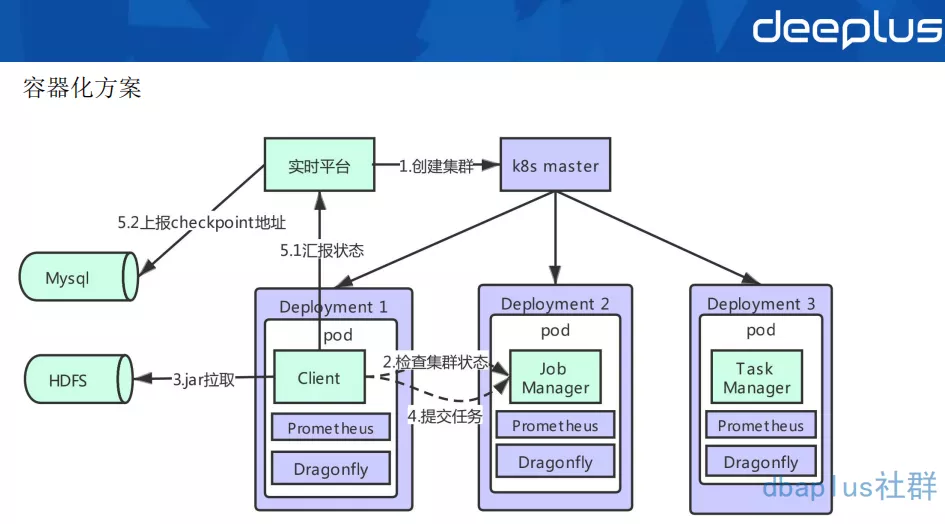 deeplus
容器化方案
实时平台
1.创建集群
k8s master
5.2上报checkpoint地址
5.1汇报状态
Mysql
Deployment 1
Deployment 2
Deployment 3
pod
pod
pod
HDFS
3.jar拉取
Client
2.检查集群状态
Job
Manager
Task
Manager
4.提交任务
Prometheus
Prometheus
Prometheus
Dragonfly
Dragonfly
Dragonfly
dbaplus社群